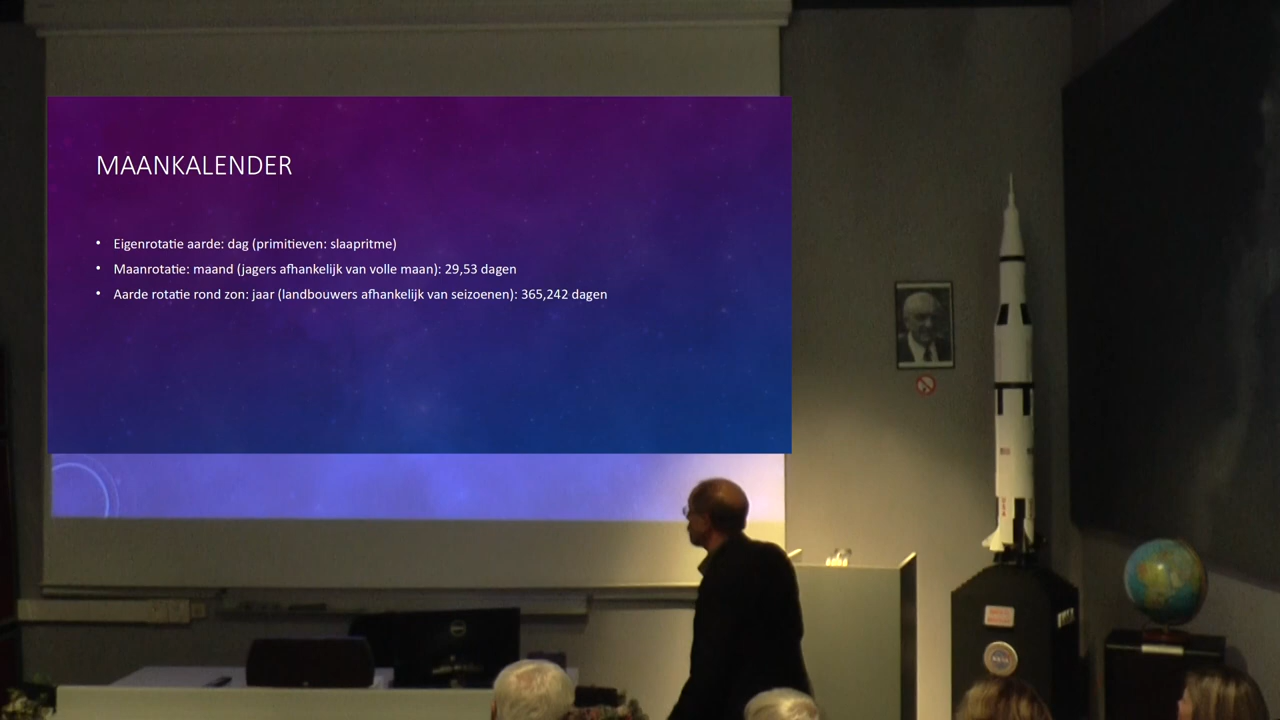 MAANKALENDER
• Eigenrotatie aarde: dag (primitieven: slaapritme)
• Maanrotatie: maand (jagers afhankelijk van volle maan): 29,53 dagen
• Aarde rotatie rond zon: jaar (landbouwers afhankelijk van seizoenen): 365,242 dagen
NASA